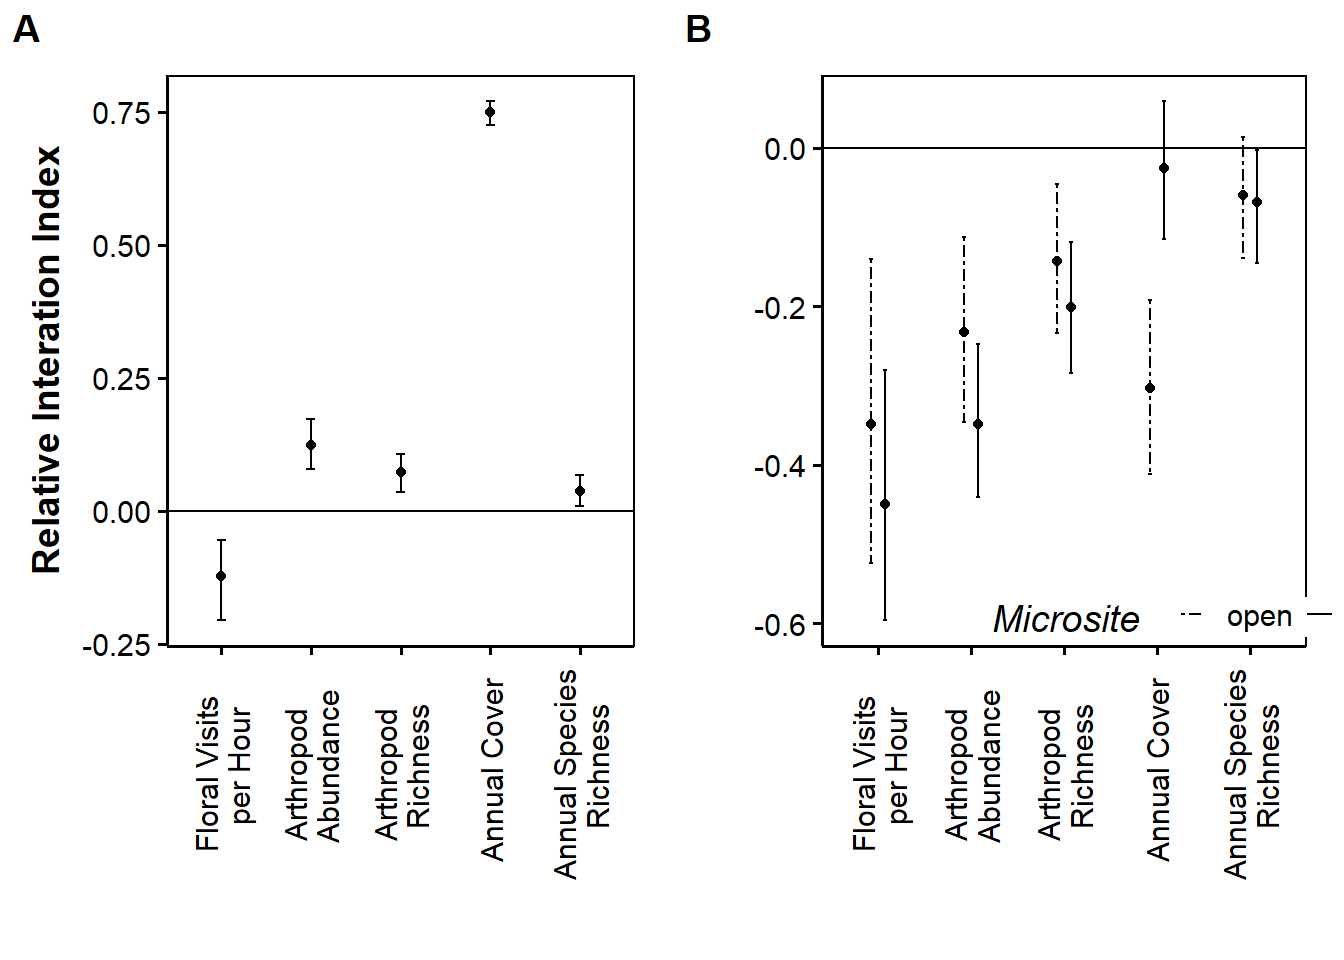 A
B
Relative Interation Index
0.75
0.50
0.25
0.00
-0.25
Floral Visits
per Hour
Arthropod
Abundance
Arthropod
Richness
Annual Cover
Annual Species
Richness
0.0
-0.2
-0.4
-0.6
Microsite
open
Floral Visits
per Hour
Arthropod
Abundance
Arthropod
Richness
Annual Cover
Annual Species
Richness